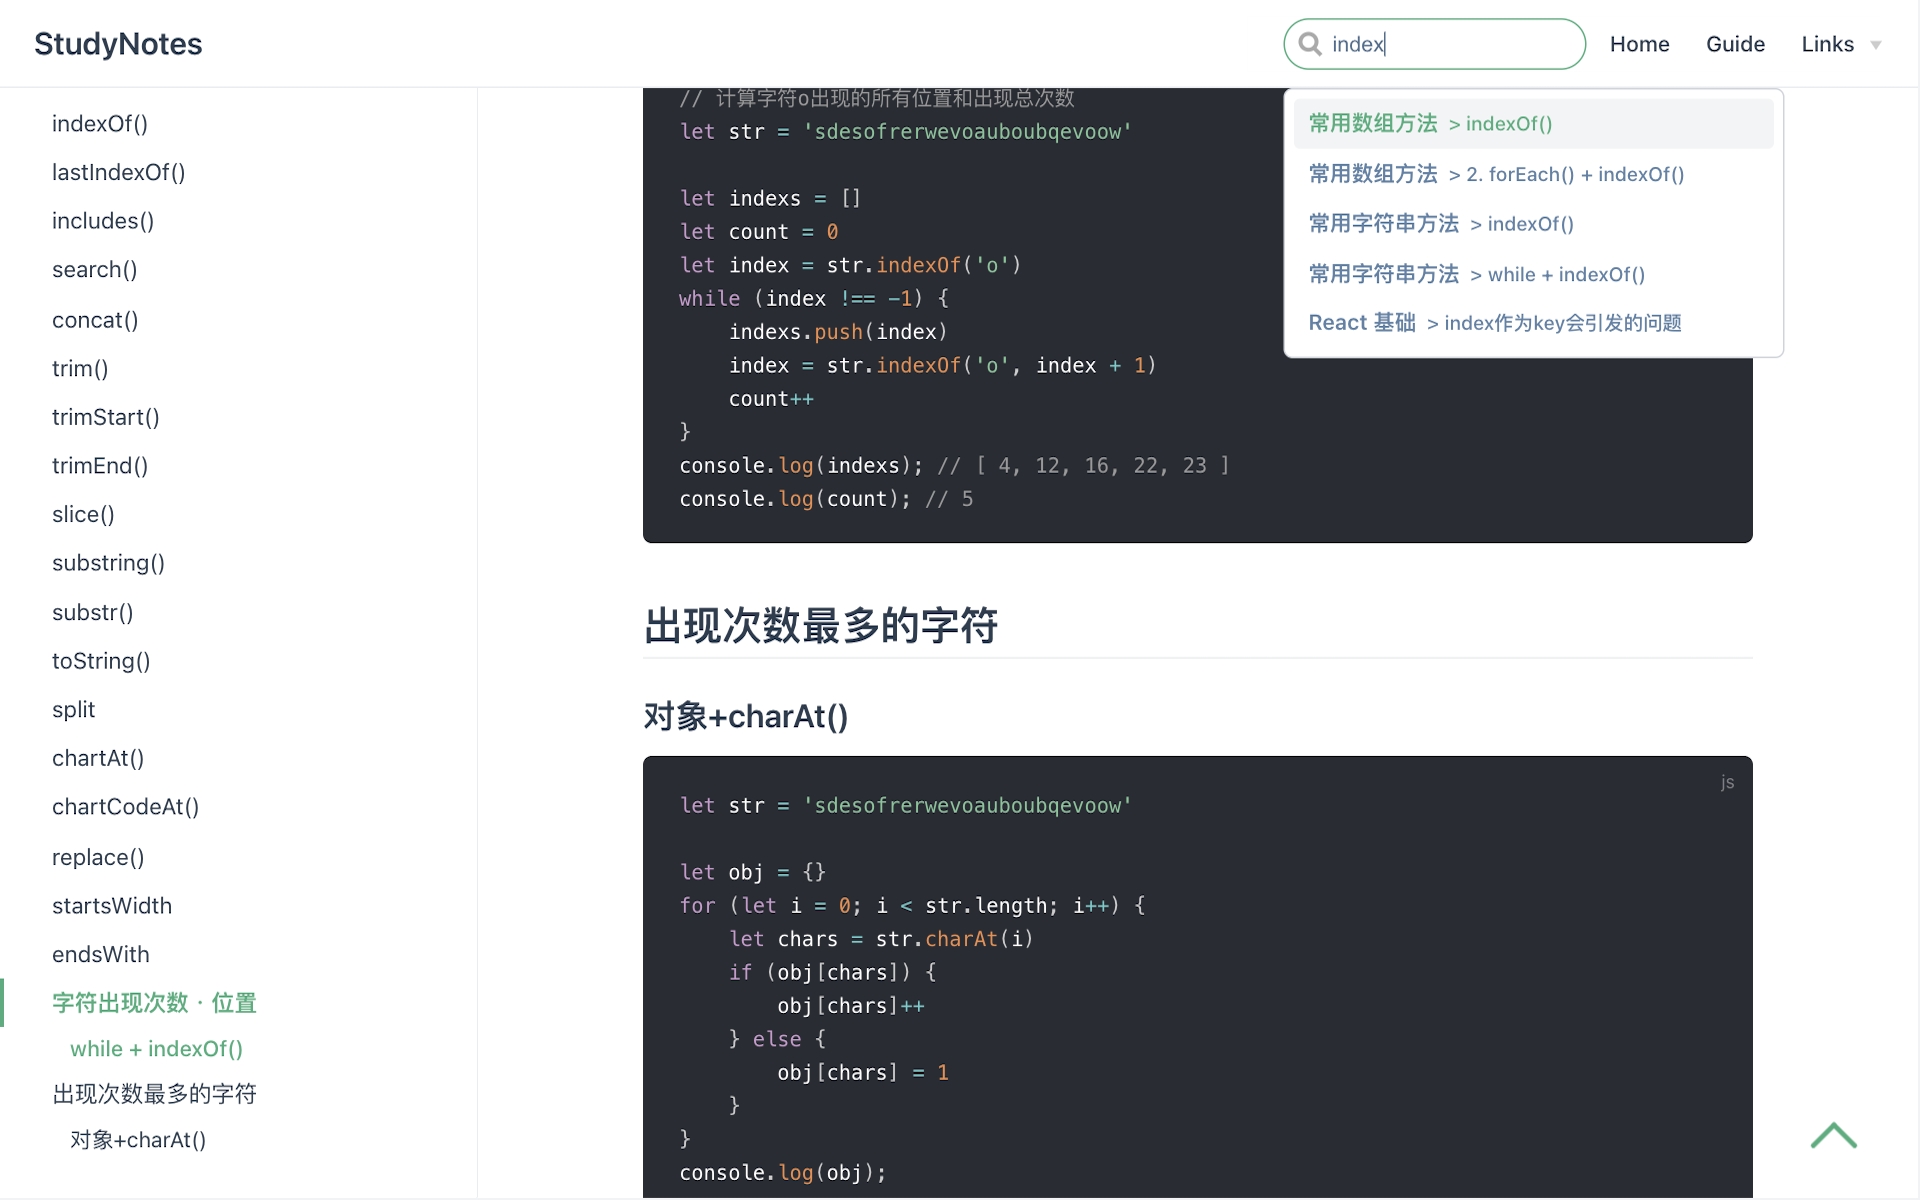 StudyNotes
index
Home
Guide
Links
常用数组方法 > indexOf()
常用数组方法 > 2. forEach() + indexOf()
常用字符串方法 > indexOf()
常用字符串方法 > while + indexOf()
React 基础 > index作为key会引发的问题
indexOf()
lastIndexOf()
includes()
search()
concat()
trim()
trimStart()
trimEnd()
slice()
substring()
substr()
toString()
split
chartAt()
chartCodeAt()
replace()
startsWidth
endsWith
字符出现次数 · 位置
while + indexOf()
出现次数最多的字符
对象+charAt()
// 计算字符o出现的所有位置和出现总次数
let str = 'sdesofrerwevoauboubqevoow'
let indexs = []
let count = 0
let index = str.indexOf('o')
while (index !== -1) {
    indexs.push(index)
    index = str.indexOf('o', index + 1)
    count++
}
console.log(indexs); // [ 4, 12, 16, 22, 23 ]
console.log(count); // 5
出现次数最多的字符
对象+charAt()
js
let str = 'sdesofrerwevoauboubqevoow'
let obj = {}
for (let i = 0; i < str.length; i++) {
    let chars = str.charAt(i)
    if (obj[chars]) {
        obj[chars]++
    } else {
        obj[chars] = 1
    }
}
console.log(obj);